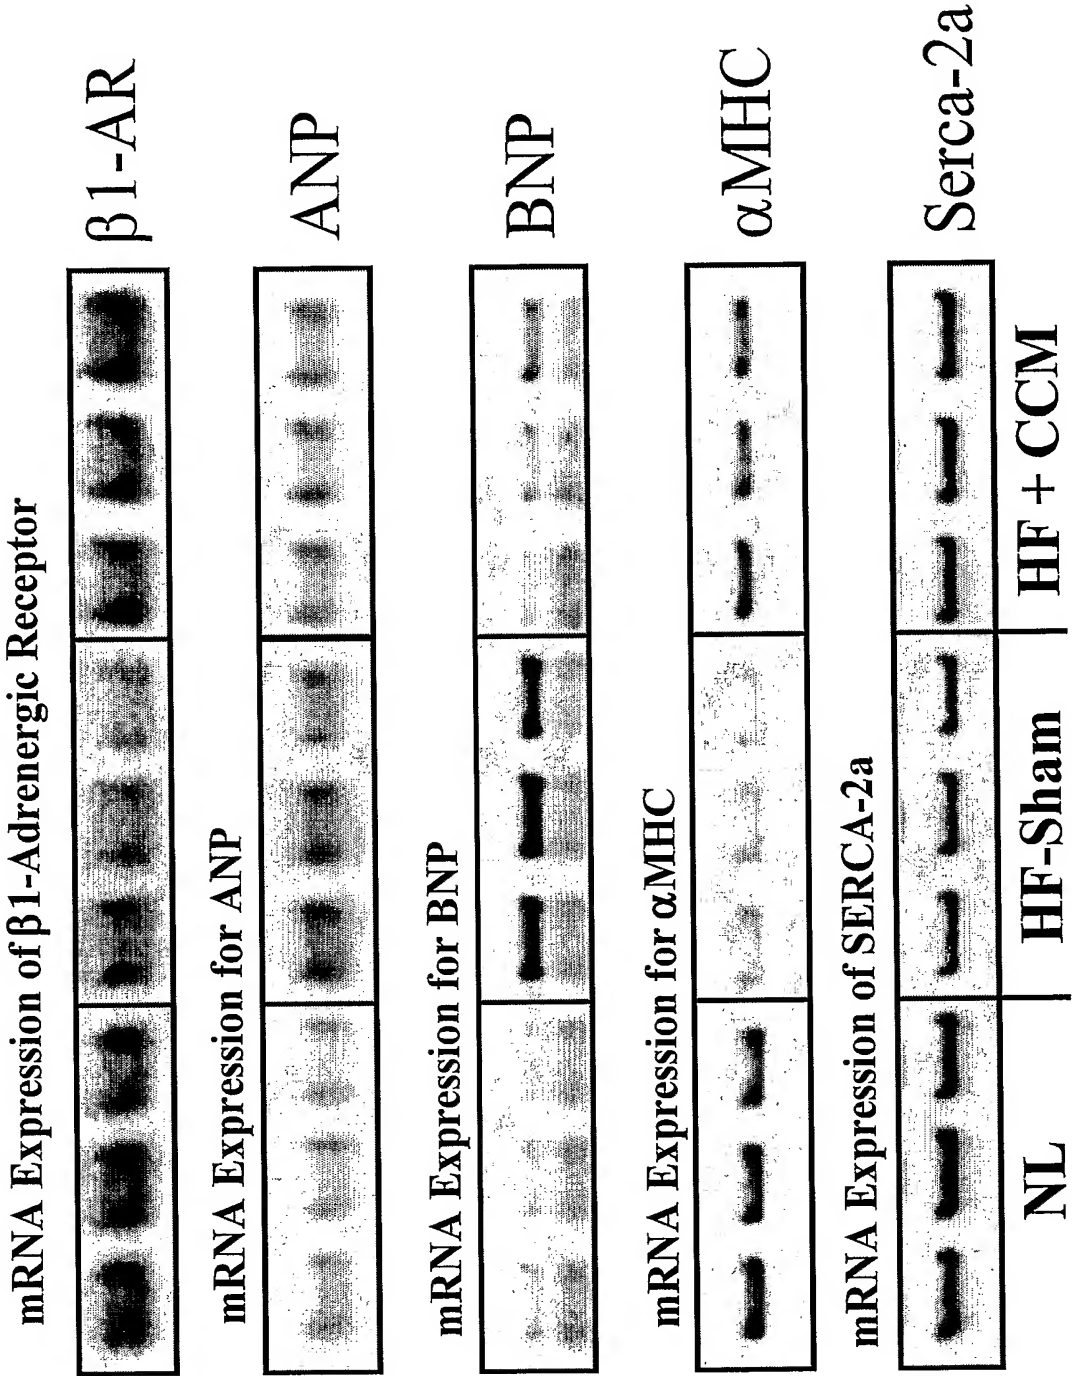 mRNA Expression of β1-Adrenergic Receptor
β1-AR
mRNA Expression for ANP
ANP
mRNA Expression for BNP
BNP
mRNA Expression for αMHC
αMHC
mRNA Expression of SERCA-2a
Serca-2a
NL
HF-Sham
HF + CCM